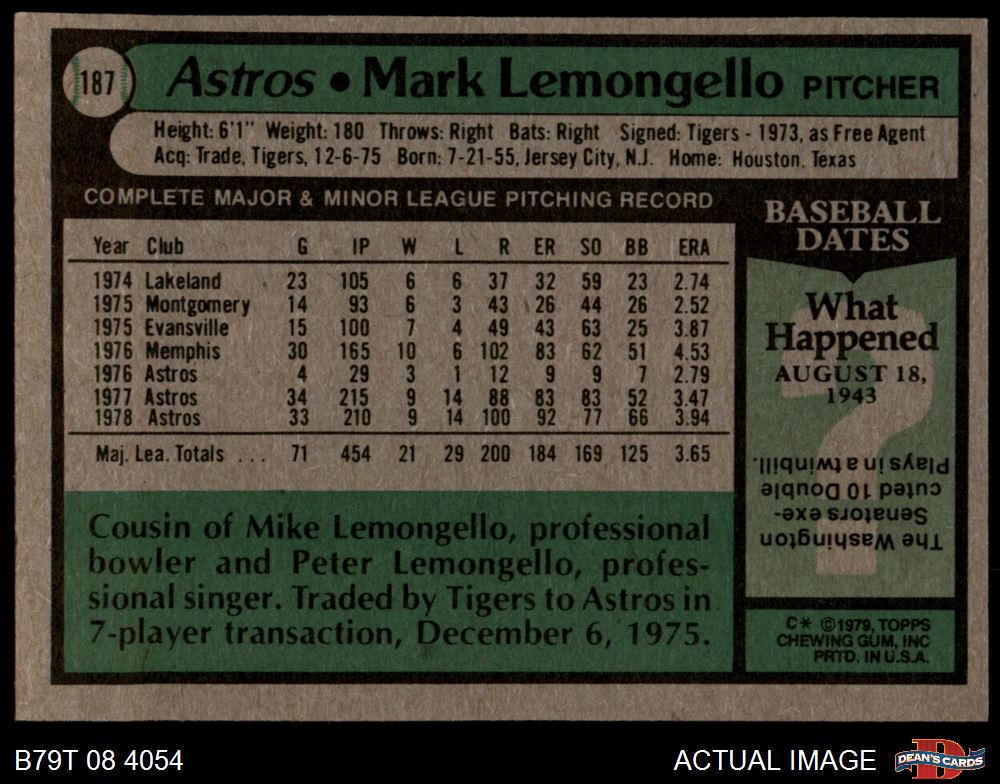 187 Astros • Mark Lemongello PITCHER
Height: 6'1" Weight: 180 Throws: Right Bats: Right Signed: Tigers - 1973, as Free Agent
Acq: Trade, Tigers, 12-6-75 Born: 7-21-55, Jersey City, N.J. Home: Houston, Texas
COMPLETE MAJOR & MINOR LEAGUE PITCHING RECORD
Year Club G IP W L R ER SO BB ERA
1974 Lakeland 23 105 6 6 37 32 59 23 2.74
1975 Montgomery 14 93 6 3 43 26 44 26 2.52
1975 Evansville 15 100 7 4 49 43 63 25 3.87
1976 Memphis 30 165 10 6 102 83 62 51 4.53
1976 Astros 4 29 3 1 12 9 9 7 2.79
1977 Astros 34 215 9 14 88 83 83 52 3.47
1978 Astros 33 210 9 14 100 92 77 66 3.94
Maj. Lea. Totals ... 71 454 21 29 200 184 169 125 3.65
Cousin of Mike Lemongello, professional
bowler and Peter Lemongello, profes-
sional singer. Traded by Tigers to Astros in
7-player transaction, December 6, 1975.
BASEBALL
DATES
What
Happened
AUGUST 18,
1943
?
The Washington
Senators exe-
cuted 10 Double
Plays in a twinbill.
C* ©1979, TOPPS
CHEWING GUM, INC
PRTD. IN U.S.A.
B79T 08 4054
ACTUAL IMAGE
D
DEAN'S CARDS